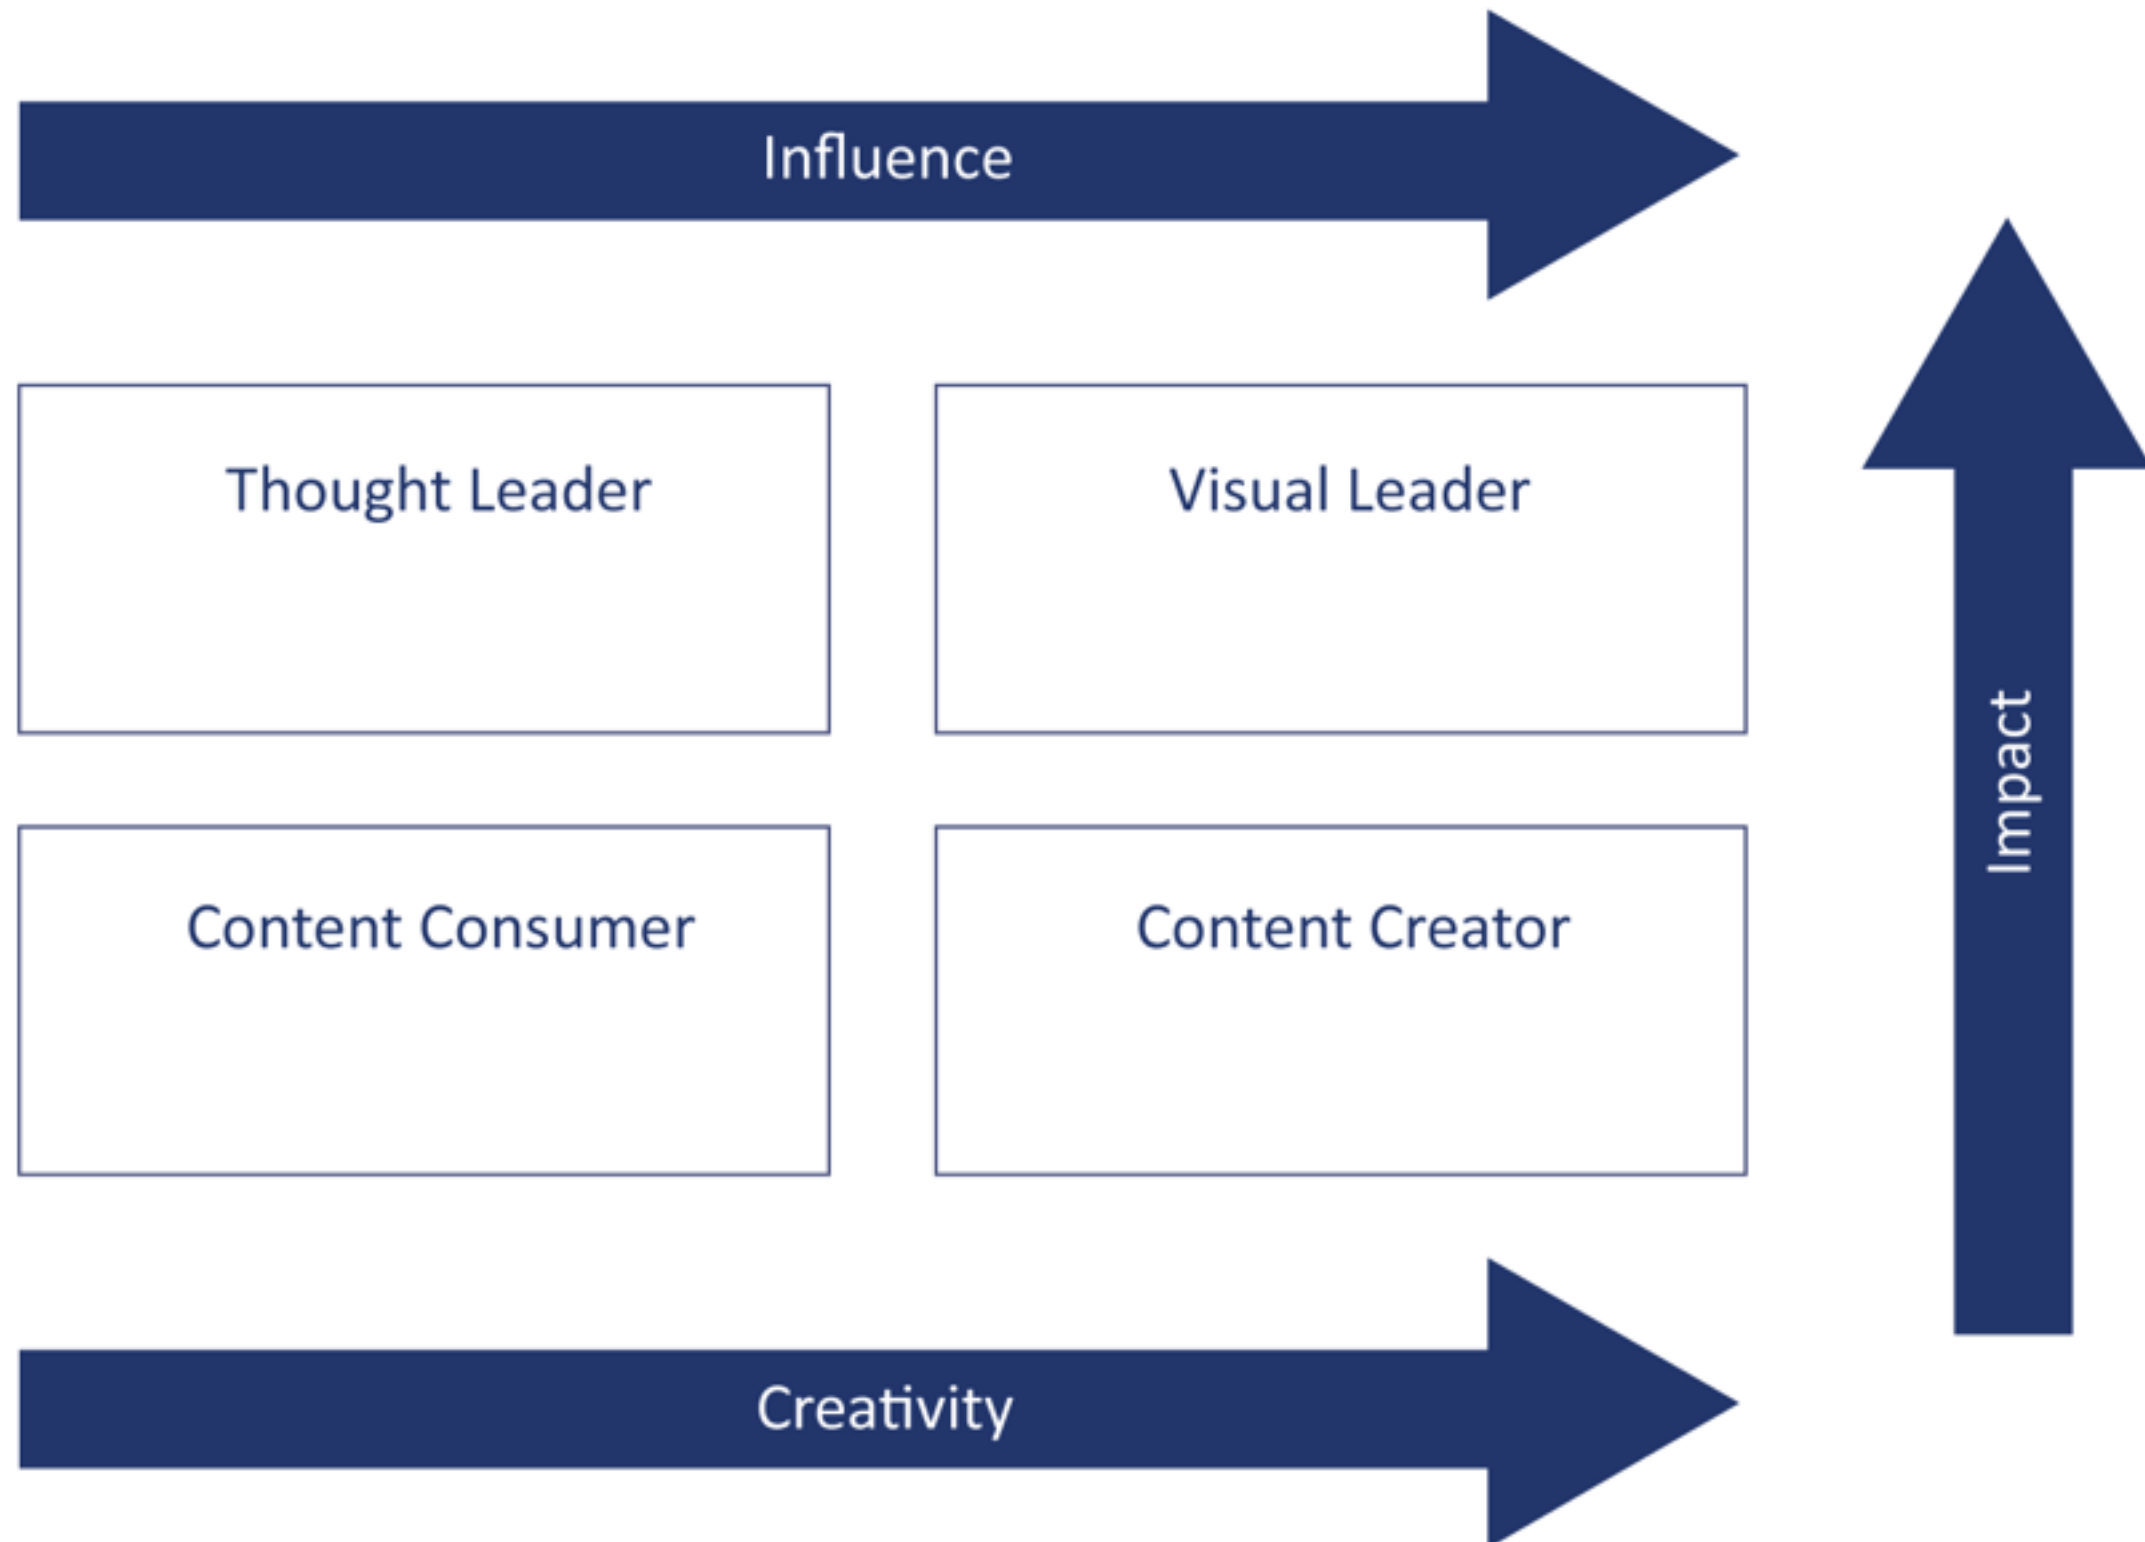 Influence
Thought Leader
Visual Leader
Impact
Content Consumer
Content Creator
Creativity